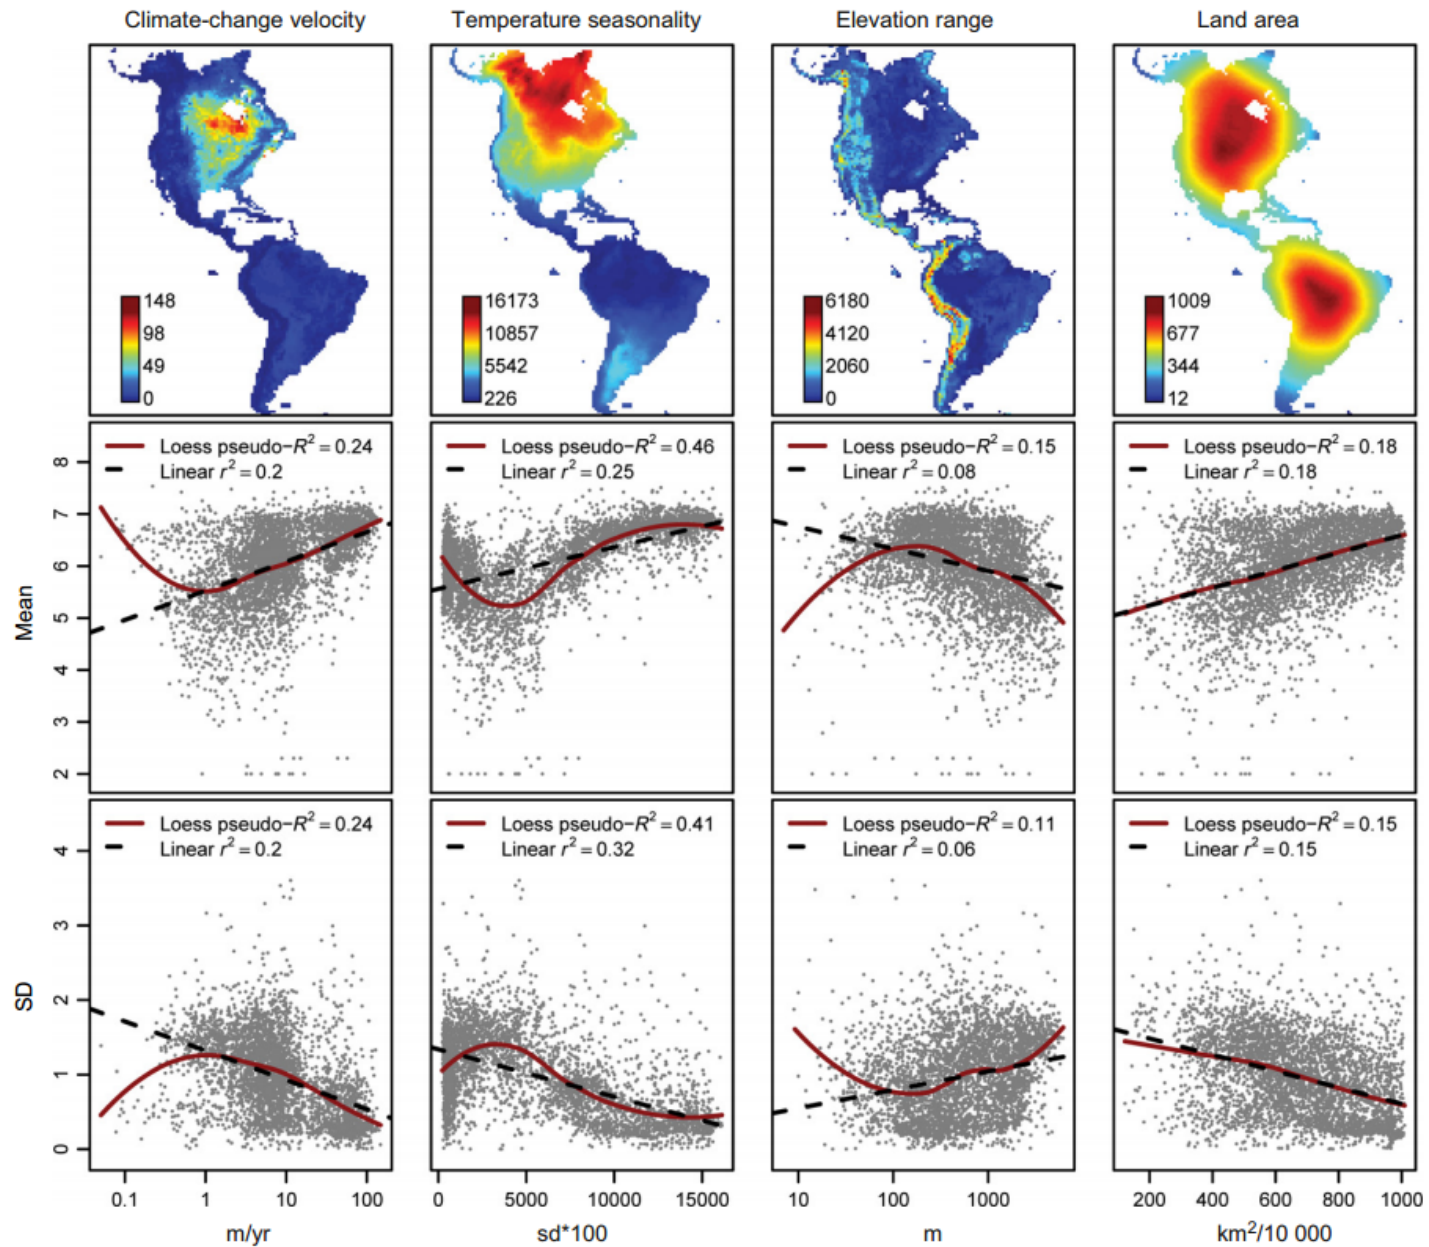 Climate-change velocity
Temperature seasonality
Elevation range
Land area
148
98
49
0
16173
10857
5542
226
6180
4120
2060
0
1009
677
344
12
Mean
8
7
6
5
4
3
2
Loess pseudo−R² = 0.24
Linear r² = 0.2
Loess pseudo−R² = 0.46
Linear r² = 0.25
Loess pseudo−R² = 0.15
Linear r² = 0.08
Loess pseudo−R² = 0.18
Linear r² = 0.18
SD
4
3
2
1
0
Loess pseudo−R² = 0.24
Linear r² = 0.2
Loess pseudo−R² = 0.41
Linear r² = 0.32
Loess pseudo−R² = 0.11
Linear r² = 0.06
Loess pseudo−R² = 0.15
Linear r² = 0.15
0.1 1 10 100
0 5000 10000 15000
10 100 1000
200 400 600 800 1000
m/yr
sd*100
m
km²/10 000